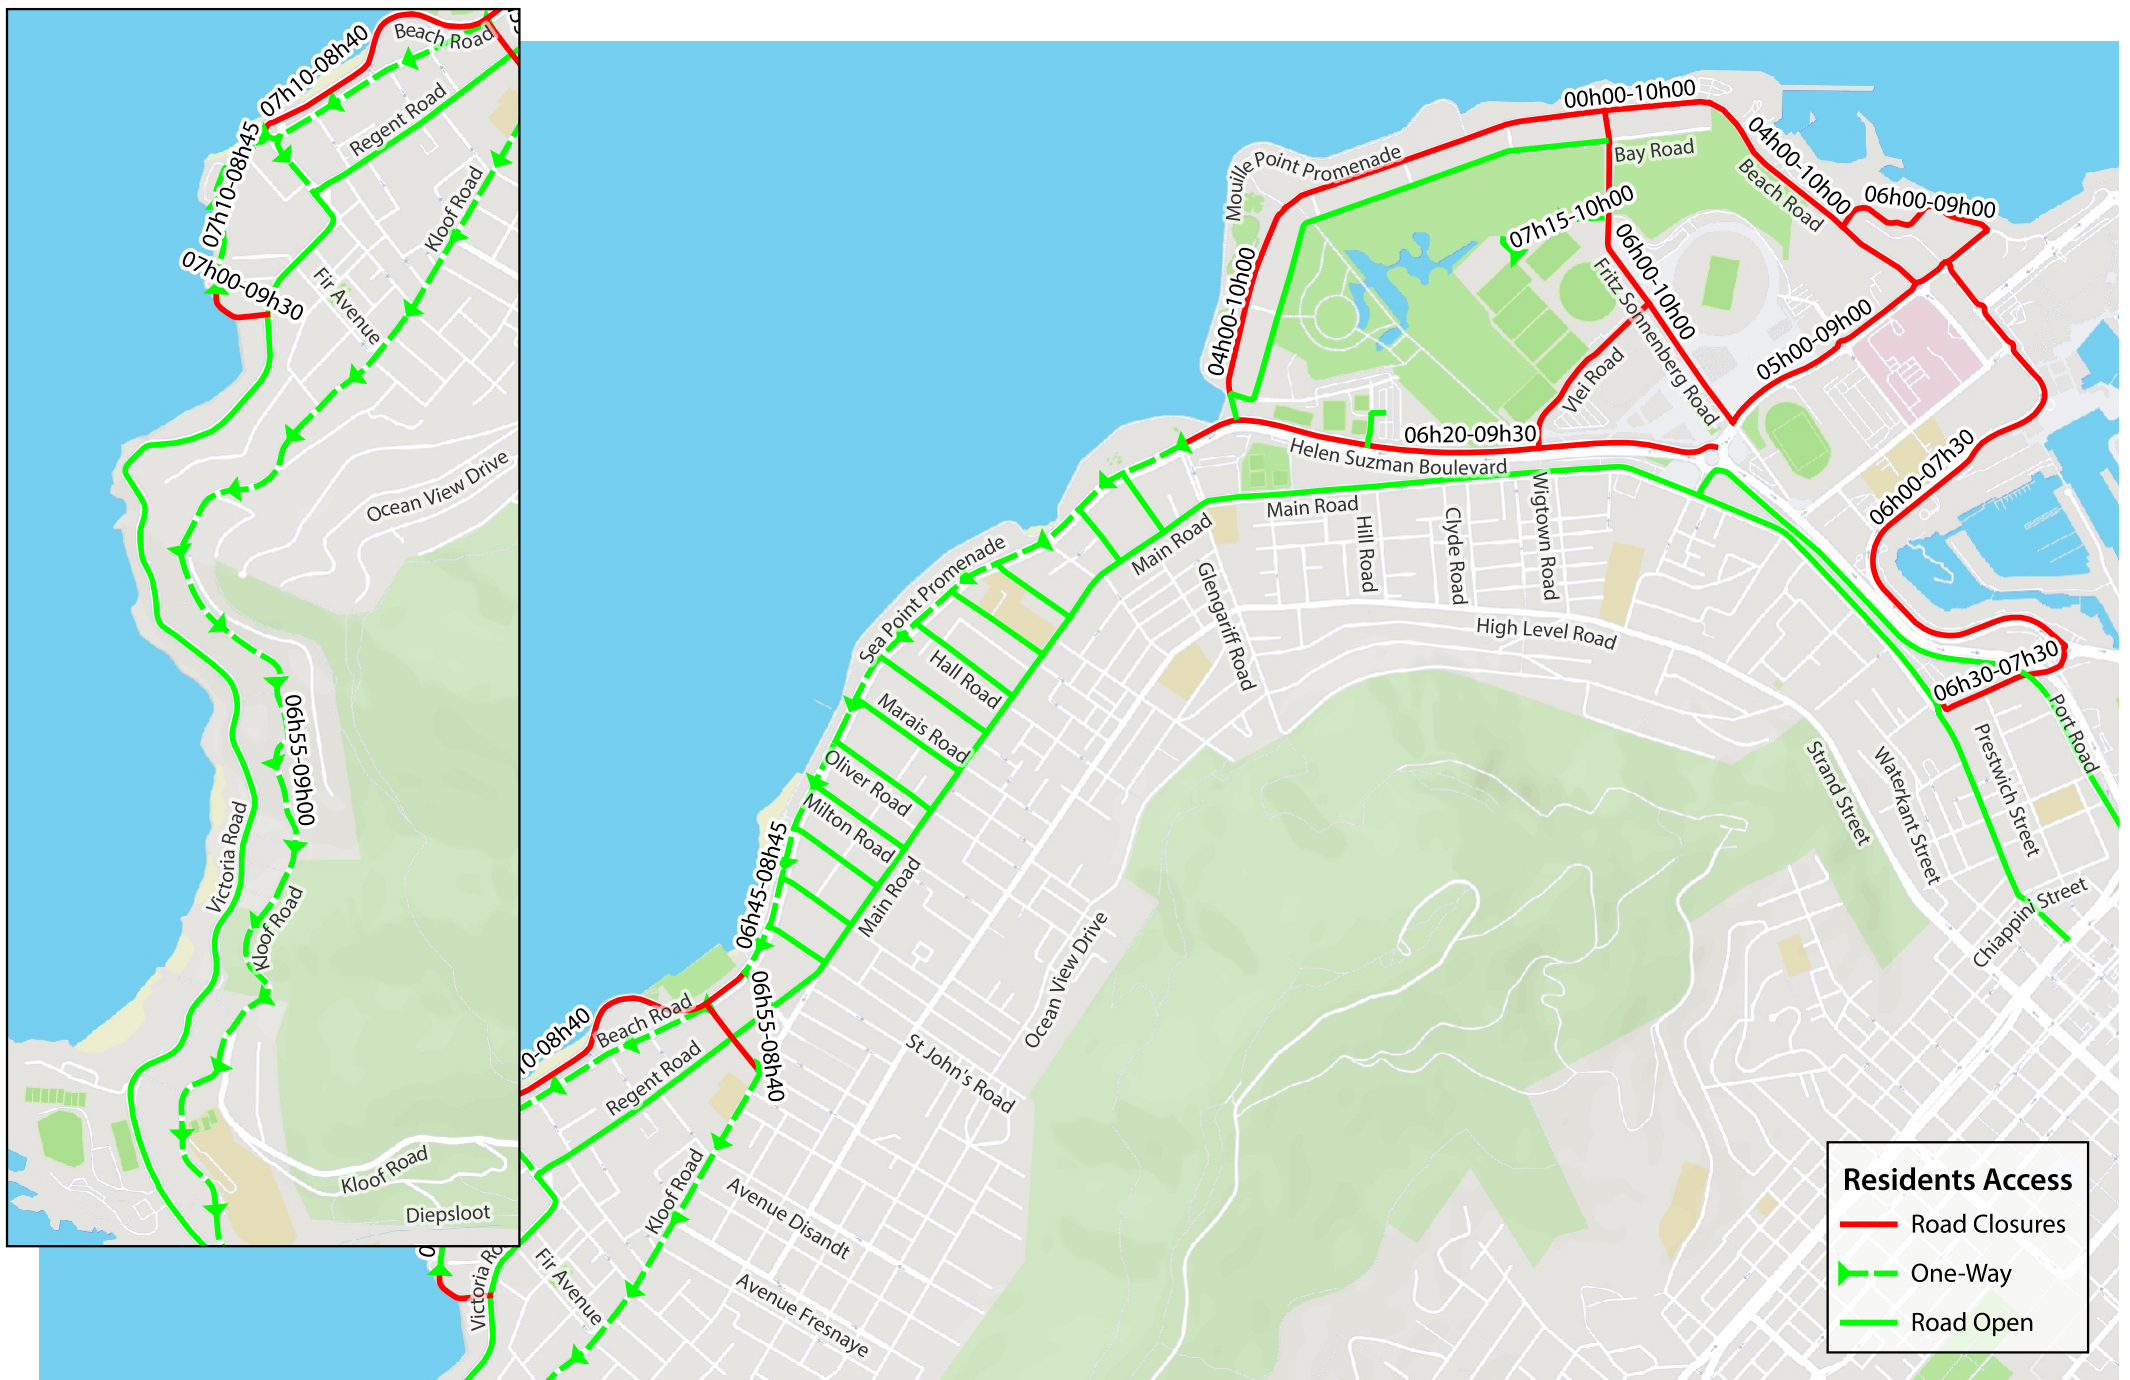 Beach Road
07h10-08h40
Regent Road
07h10-08h45
Kloof Road
07h00-09h30
Fir Avenue
Ocean View Drive
06h55-09h00
Victoria Road
Kloof Road
Kloof Road
Diepsloot
00h00-10h00
Mouille Point Promenade
Bay Road
04h00-10h00
Beach Road
06h00-09h00
07h15-10h00
04h00-10h00
06h00-10h00
Fritz Sonnenberg Road
05h00-09h00
Vlei Road
06h20-09h30
Helen Suzman Boulevard
06h00-07h30
Main Road
Main Road
Hill Road
Clyde Road
Wigtown Road
Glengariff Road
High Level Road
Sea Point Promenade
Hall Road
Marais Road
Oliver Road
Milton Road
Main Road
06h45-08h45
06h30-07h30
Port Road
Prestwich Street
Waterkant Street
Strand Street
Chiappini Street
Ocean View Drive
06h55-08h40
Beach Road
10-08h40
Regent Road
St John's Road
Kloof Road
Avenue Disandt
Avenue Fresnaye
Fir Avenue
Victoria Ro
Residents Access
Road Closures
One-Way
Road Open